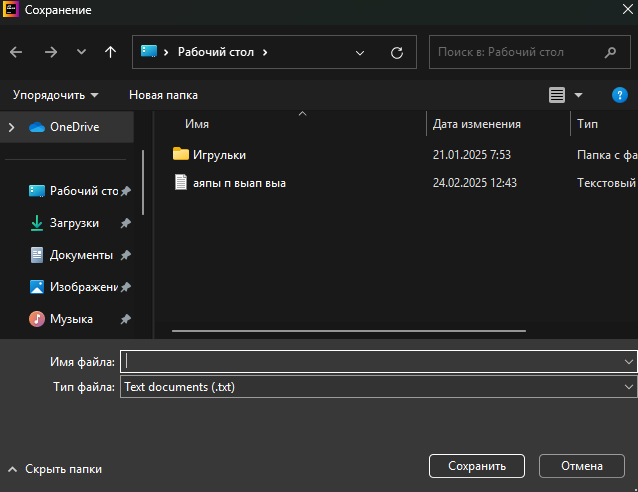 Сохранение
Рабочий стол
Поиск в: Рабочий стол
Упорядочить
Новая папка
Имя
Дата изменения
Тип
OneDrive
Игрульки
21.01.2025 7:53
Папка с фа
аяпы п выап выа
24.02.2025 12:43
Текстовый
Рабочий сто
Загрузки
Документы
Изображени
Музыка
Имя файла:
Тип файла:
Text documents (.txt)
Скрыть папки
Сохранить
Отмена